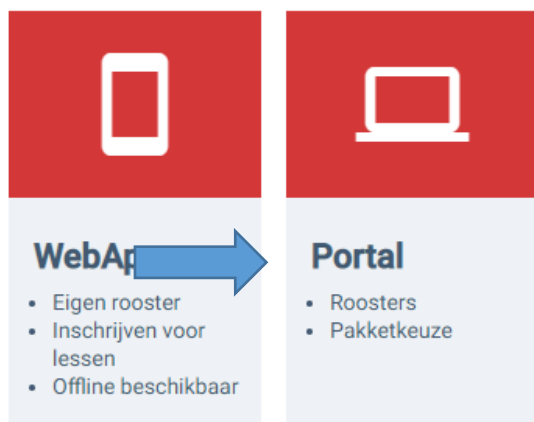 WebAp
Eigen rooster
Inschrijven voor
lessen
Offline beschikbaar
Portal
Roosters
Pakketkeuze